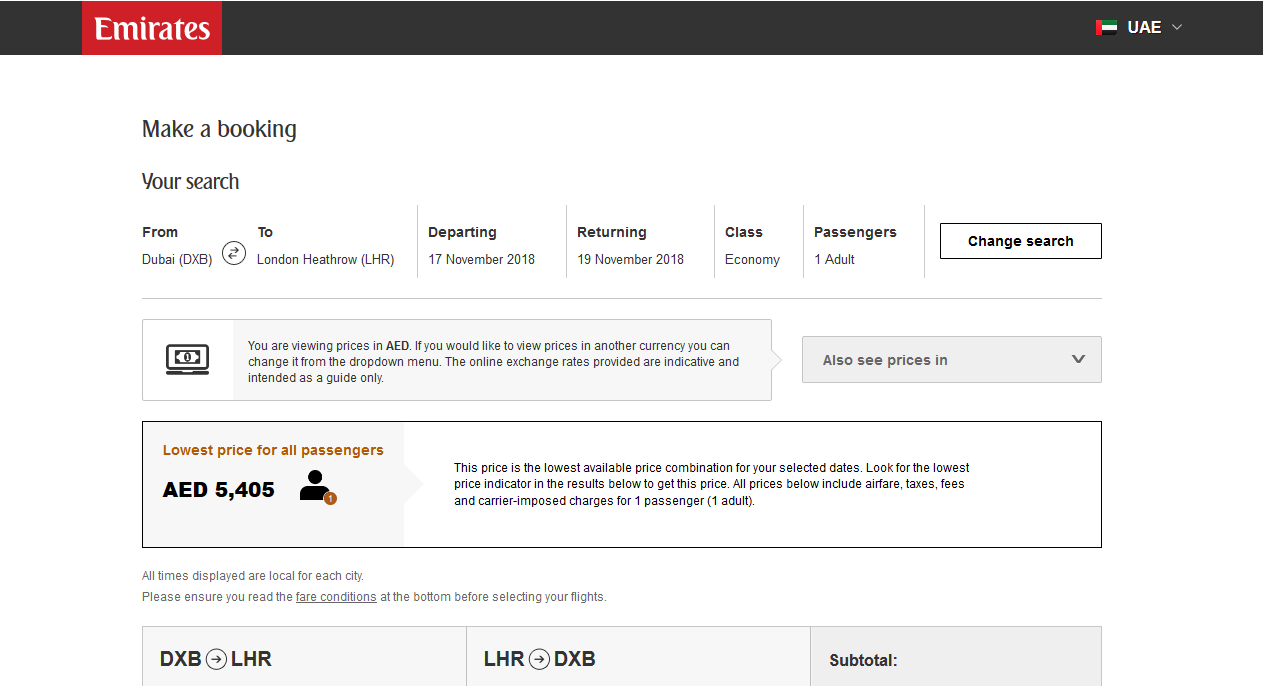 Emirates
UAE
Make a booking
Your search
From
To
Departing
Returning
Class
Passengers
Change search
Dubai (DXB)
London Heathrow (LHR)
17 November 2018
19 November 2018
Economy
1 Adult
You are viewing prices in AED. If you would like to view prices in another currency you can
change it from the dropdown menu. The online exchange rates provided are indicative and
intended as a guide only.
Also see prices in
Lowest price for all passengers
AED 5,405
1
This price is the lowest available price combination for your selected dates. Look for the lowest
price indicator in the results below to get this price. All prices below include airfare, taxes, fees
and carrier-imposed charges for 1 passenger (1 adult).
All times displayed are local for each city.
Please ensure you read the fare conditions at the bottom before selecting your flights.
DXB LHR
LHR DXB
Subtotal: